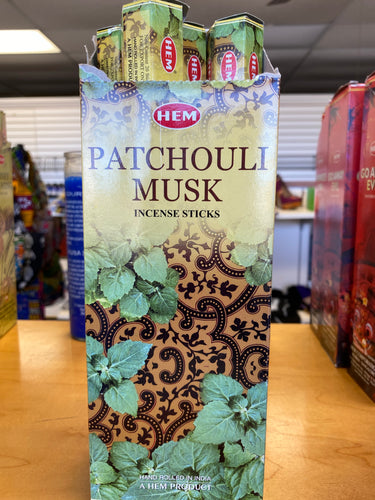 HEM
HEM
HEM
HEM
PATCHOULI
MUSK
INCENSE STICKS
HAND ROLLED IN INDIA
A HEM PRODUCT